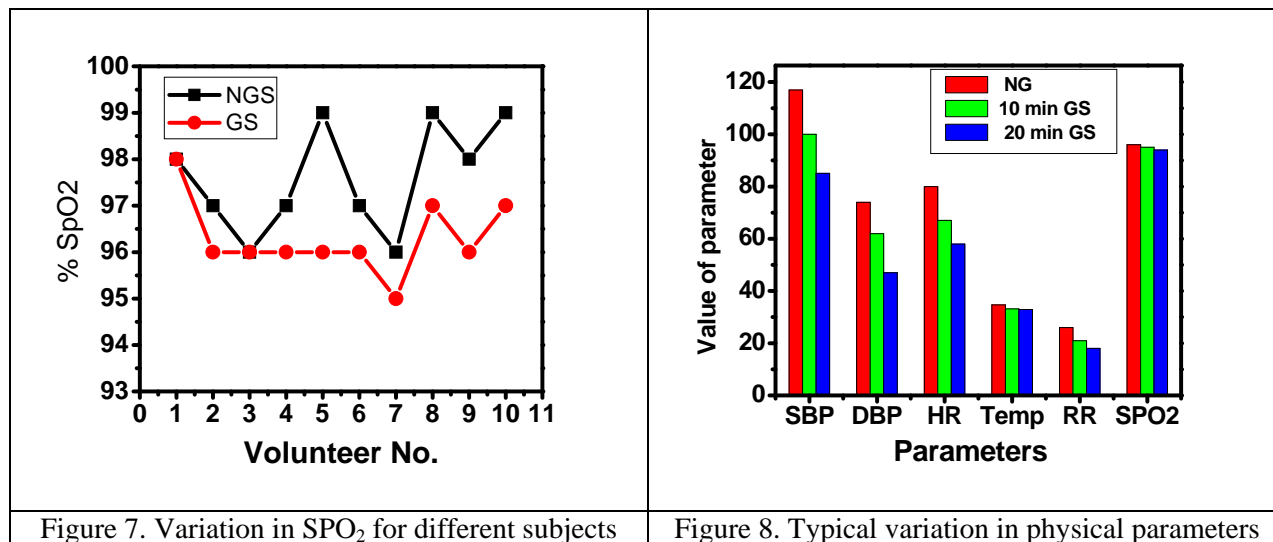 100
99
98
97
96
95
94
93
% SpO2
NGS
GS
0 1 2 3 4 5 6 7 8 9 10 11
Volunteer No.
Figure 7. Variation in SPO₂ for different subjects
120
100
80
60
40
20
0
Value of parameter
NG
10 min GS
20 min GS
SBP DBP HR Temp RR SPO2
Parameters
Figure 8. Typical variation in physical parameters